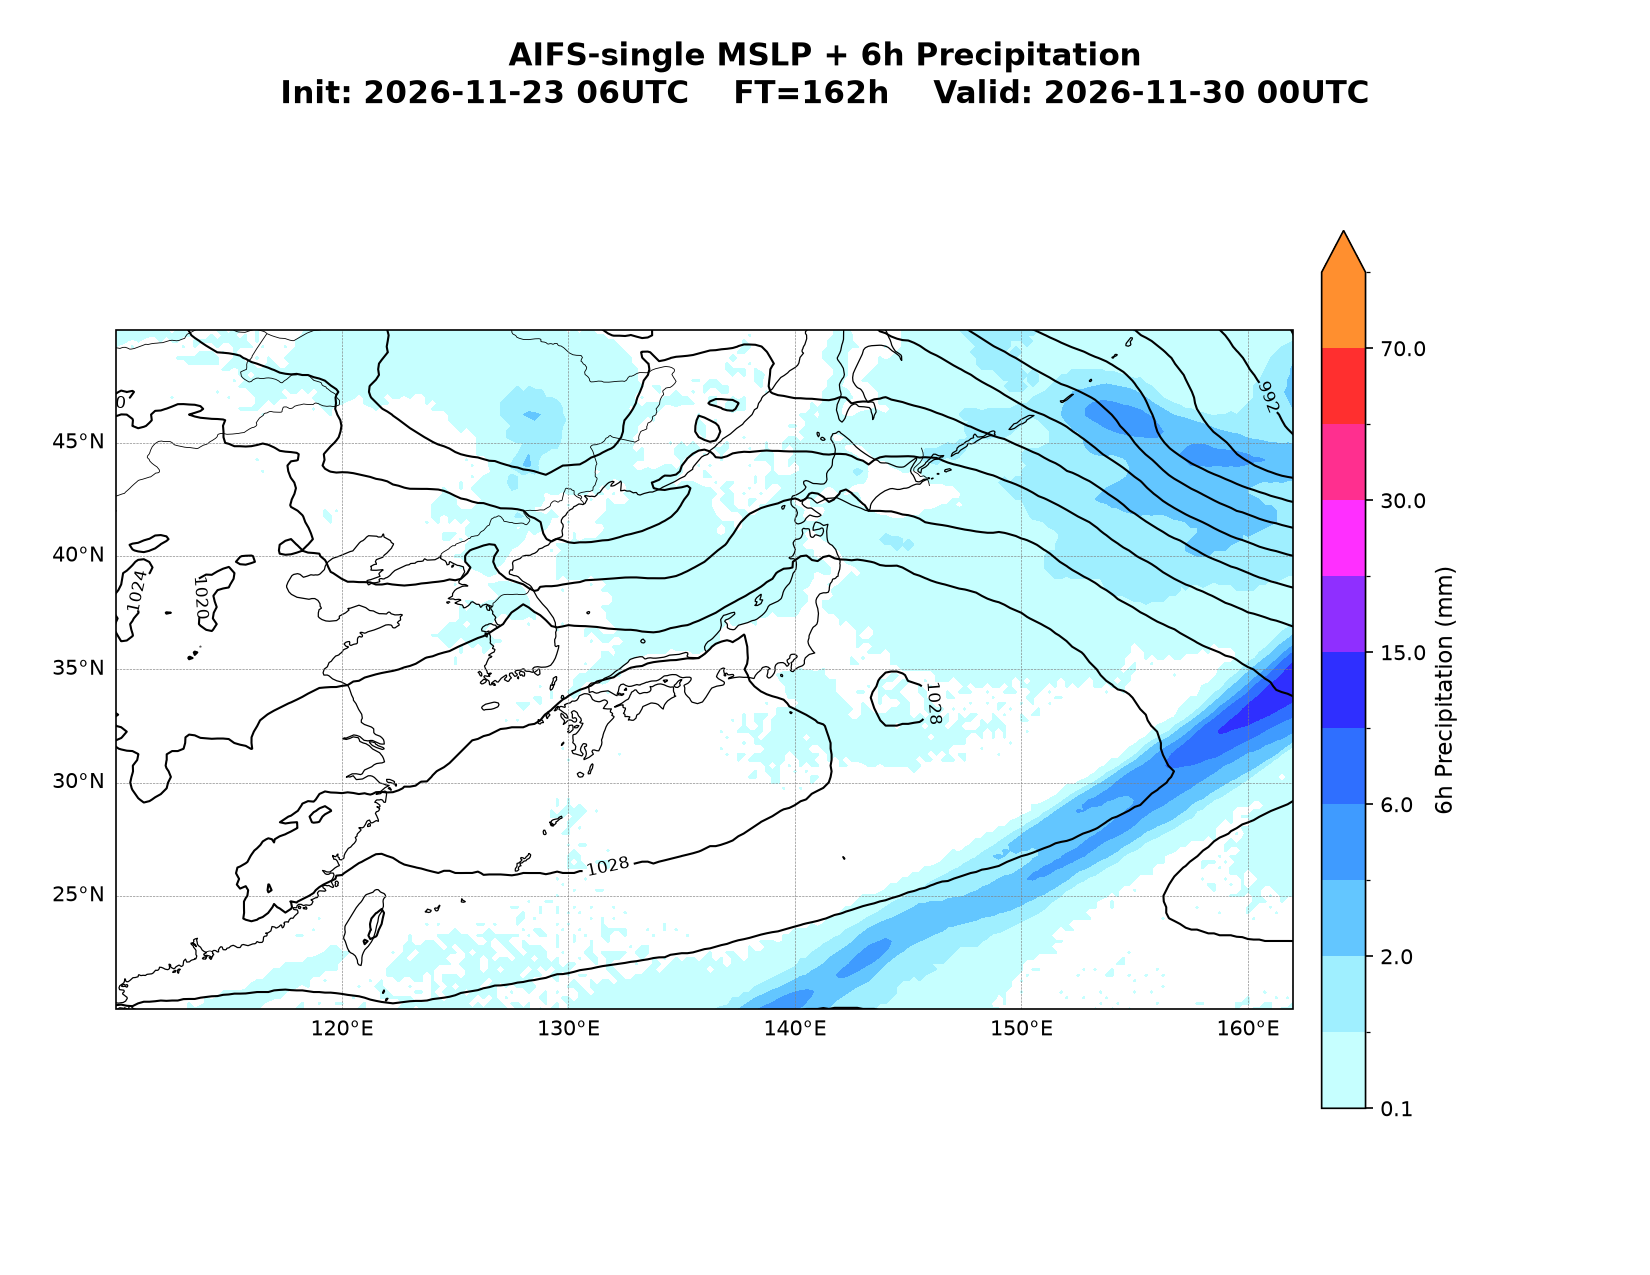 AIFS-single MSLP + 6h Precipitation
Init: 2026-11-23 06UTC    FT=162h    Valid: 2026-11-30 00UTC
45°N
40°N
35°N
30°N
25°N
120°E
130°E
140°E
150°E
160°E
992
1024
1020
1028
1028
0
70.0
30.0
15.0
6.0
2.0
0.1
6h Precipitation (mm)